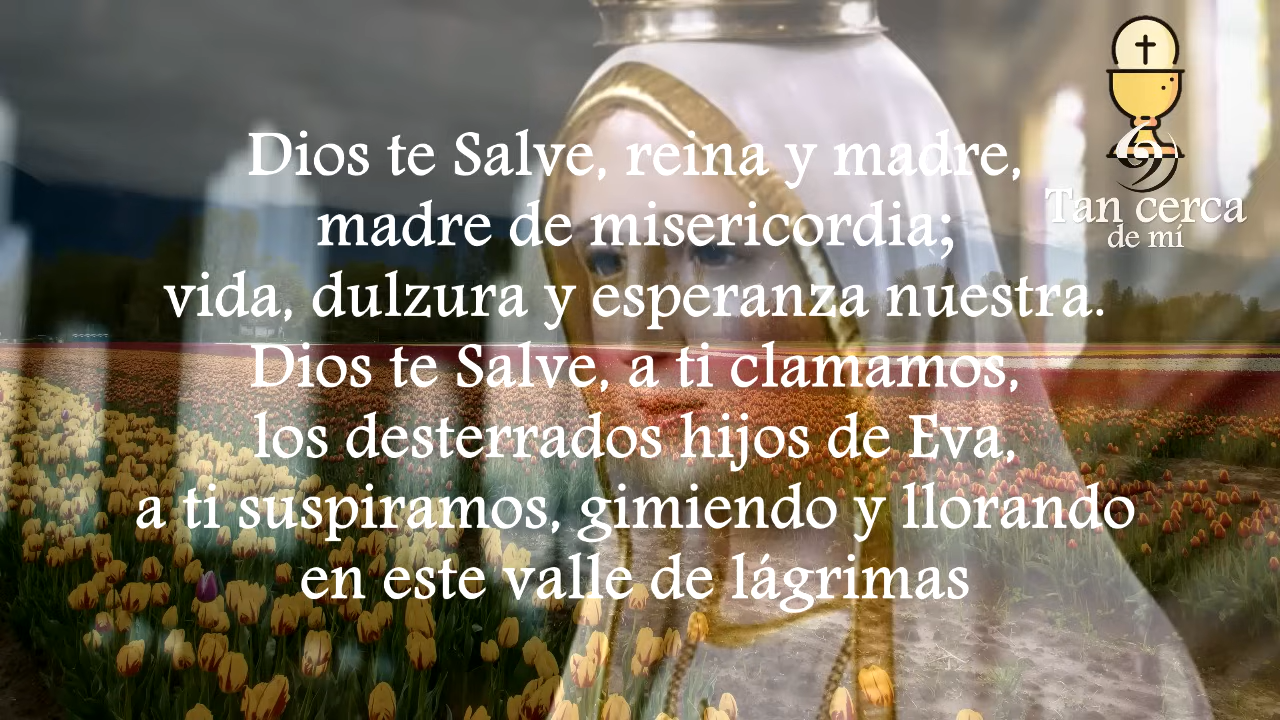 Dios te Salve, reina y madre,
madre de misericordia;
vida, dulzura y esperanza nuestra.
Dios te Salve, a ti clamamos,
los desterrados hijos de Eva,
a ti suspiramos, gimiendo y llorando
en este valle de lágrimas
Tan cerca
de mí